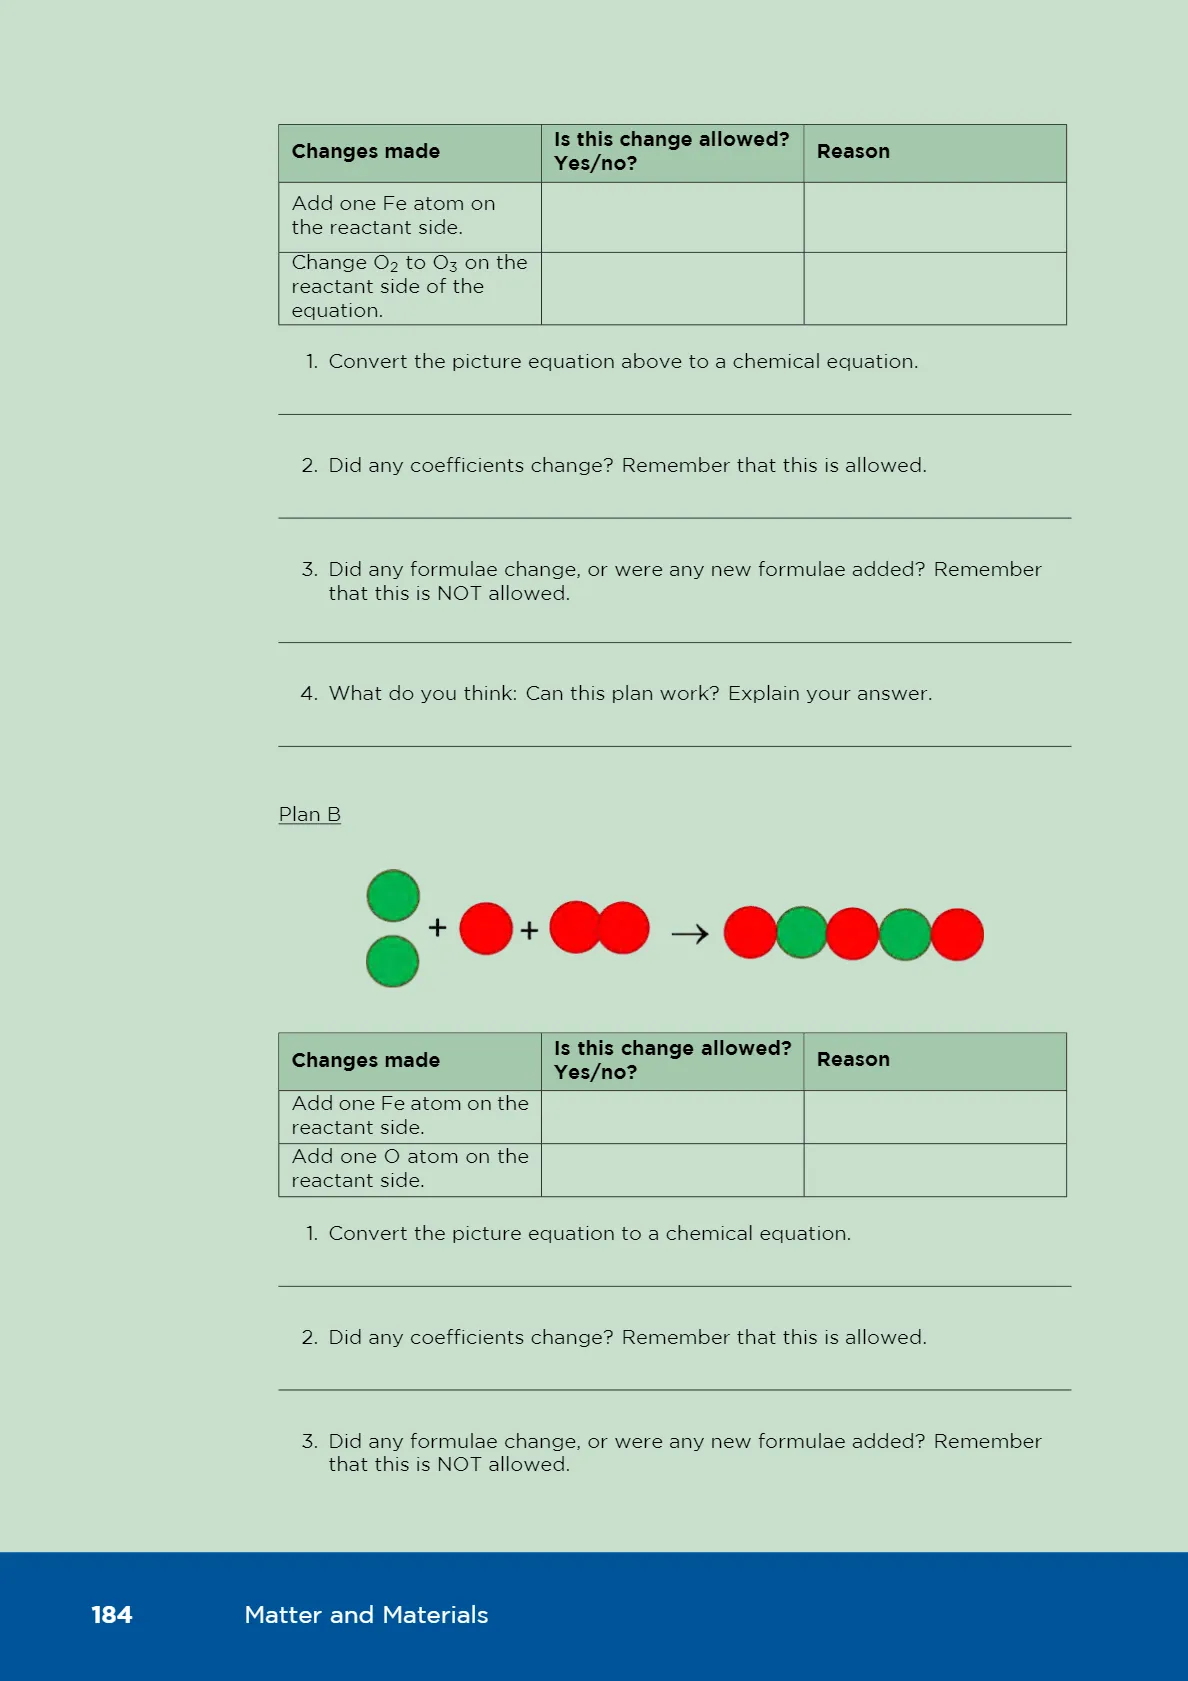 Changes made
Is this change allowed?
Yes/no?
Reason
Add one Fe atom on
the reactant side.
Change O₂ to O₃ on the
reactant side of the
equation.
1. Convert the picture equation above to a chemical equation.
2. Did any coefficients change? Remember that this is allowed.
3. Did any formulae change, or were any new formulae added? Remember
that this is NOT allowed.
4. What do you think: Can this plan work? Explain your answer.
Plan B
+ + →
Changes made
Is this change allowed?
Yes/no?
Reason
Add one Fe atom on the
reactant side.
Add one O atom on the
reactant side.
1. Convert the picture equation to a chemical equation.
2. Did any coefficients change? Remember that this is allowed.
3. Did any formulae change, or were any new formulae added? Remember
that this is NOT allowed.
184 Matter and Materials